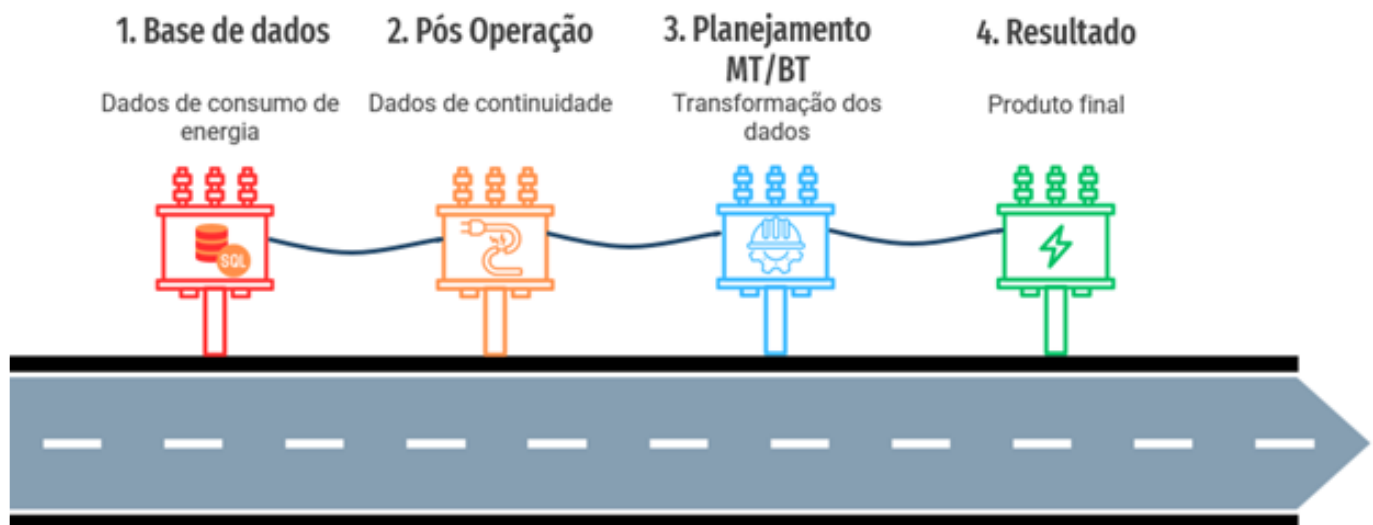 1. Base de dados
Dados de consumo de
energia
2. Pós Operação
Dados de continuidade
3. Planejamento
MT/BT
Transformação dos
dados
4. Resultado
Produto final
SQL